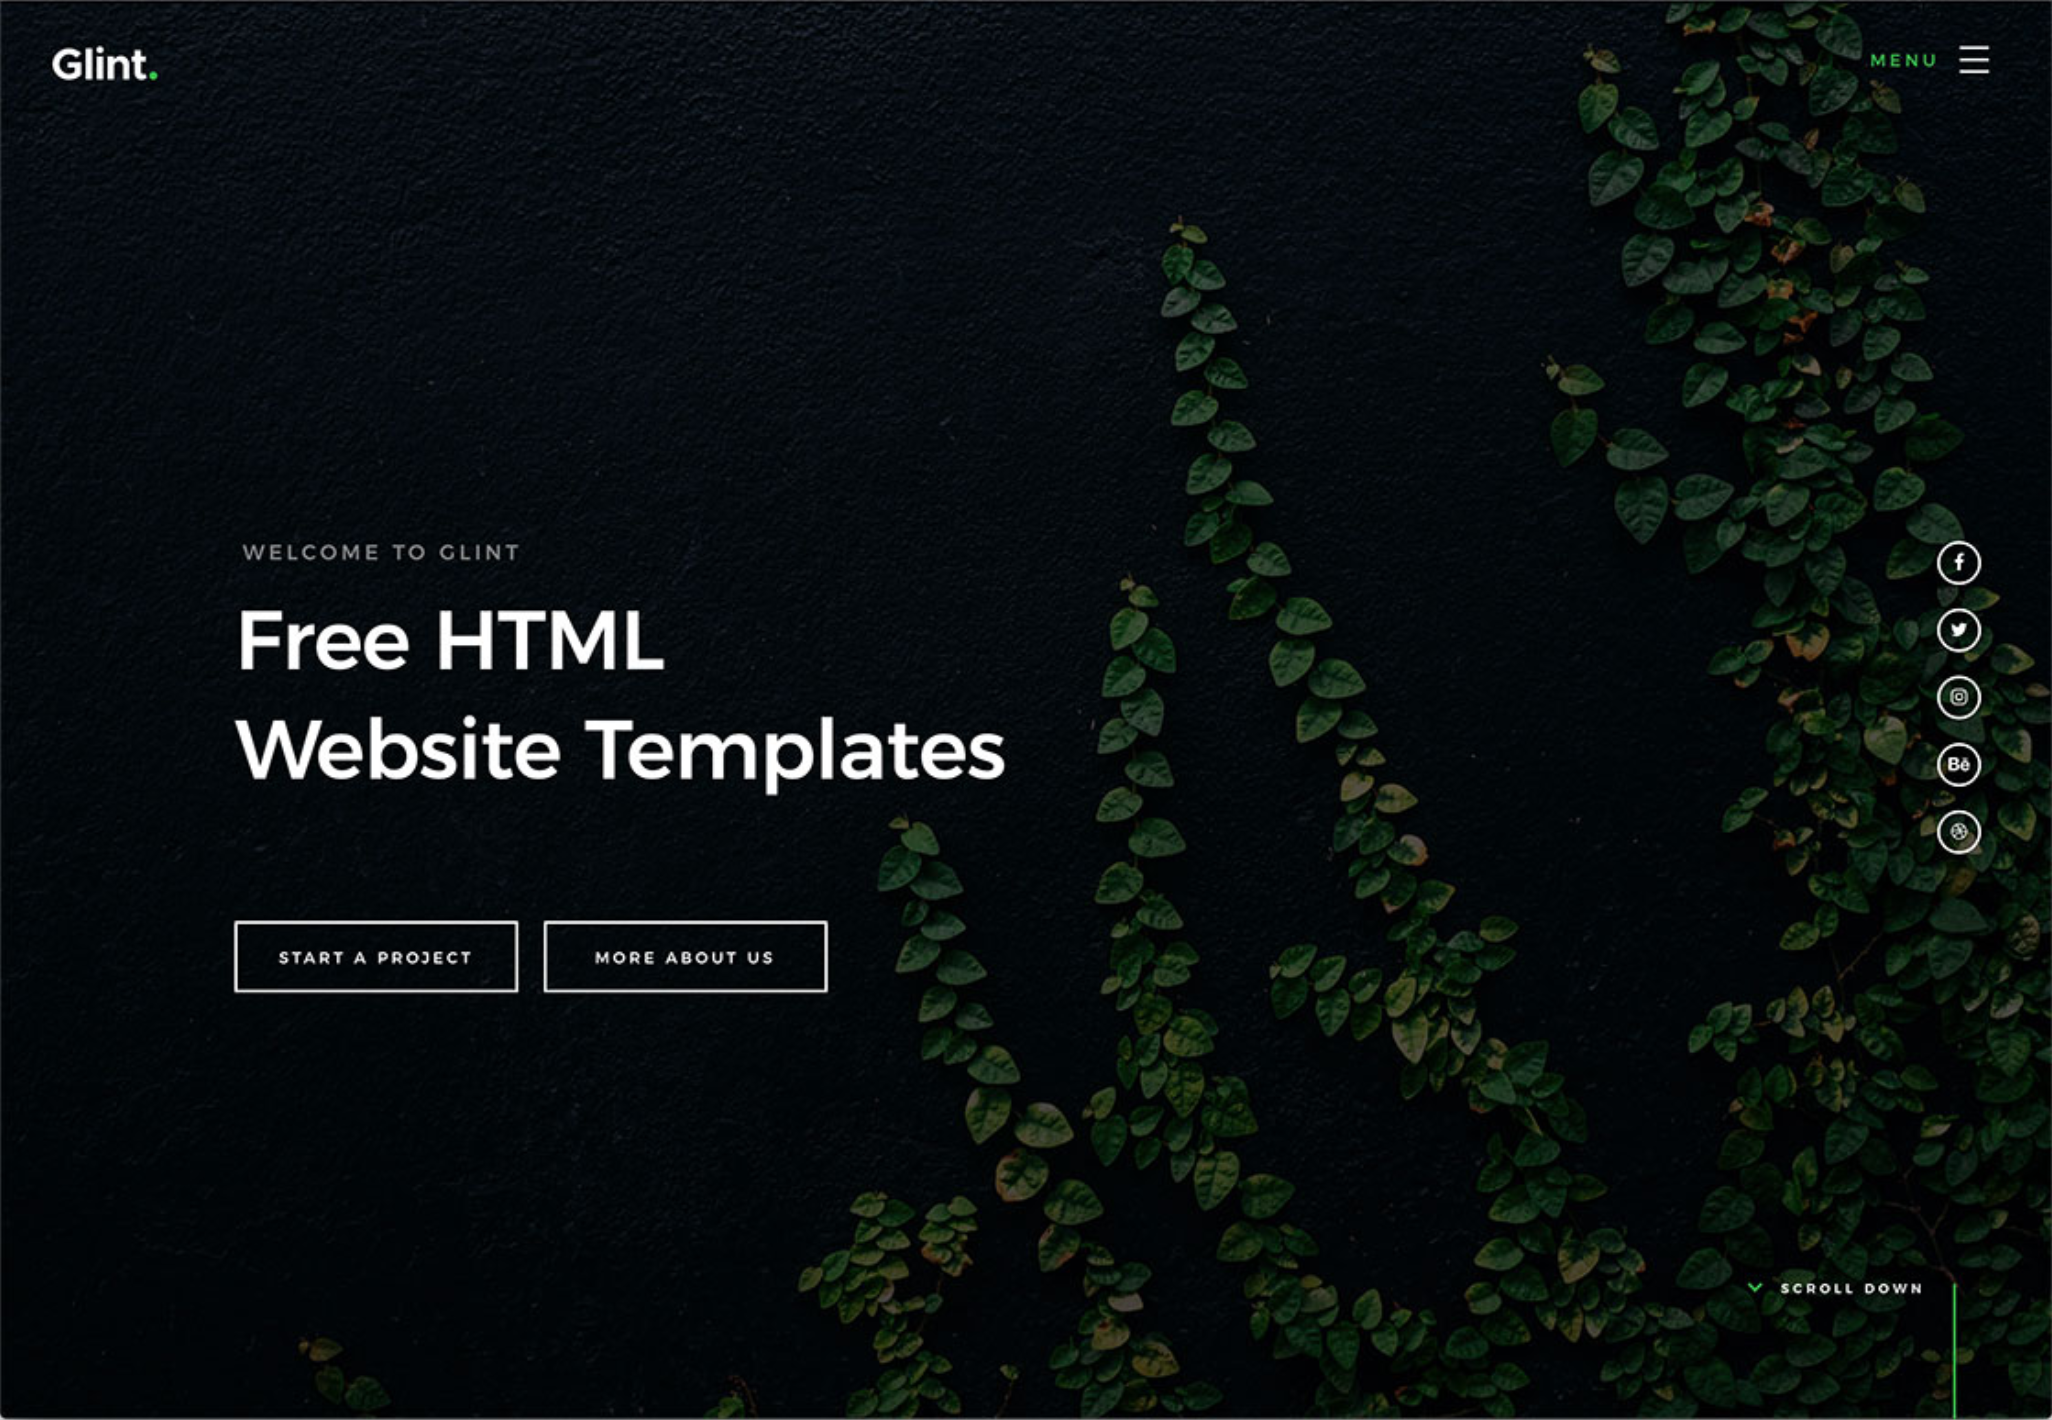 Glint.
MENU
WELCOME TO GLINT
Free HTML
Website Templates
START A PROJECT
MORE ABOUT US
Bē
SCROLL DOWN